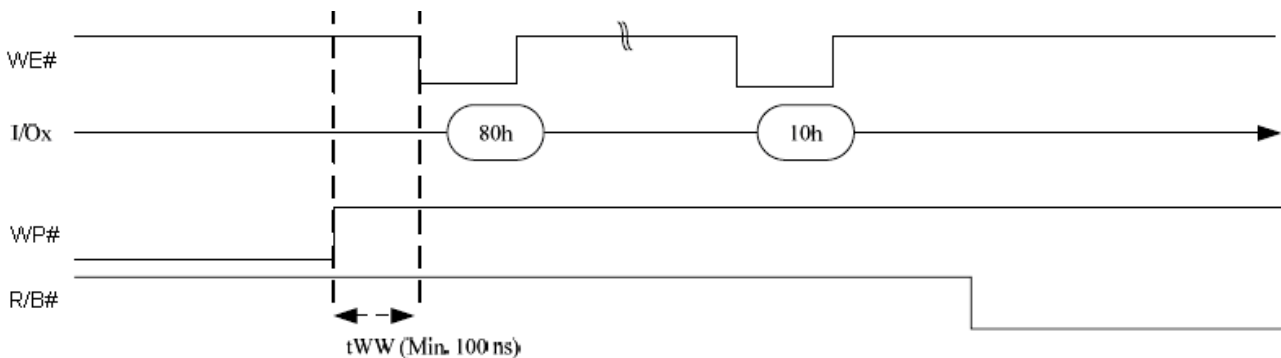 WE#
I/Ox
80h
10h
WP#
R/B#
tWW (Min. 100 ns)